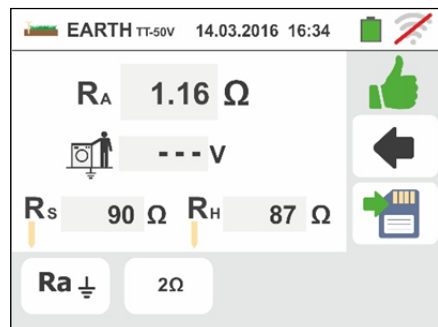 EARTH TT-50V 14.03.2016 16:34
RA 1.16 Ω
- - - V
RS 90 Ω RH 87 Ω
Ra 2Ω